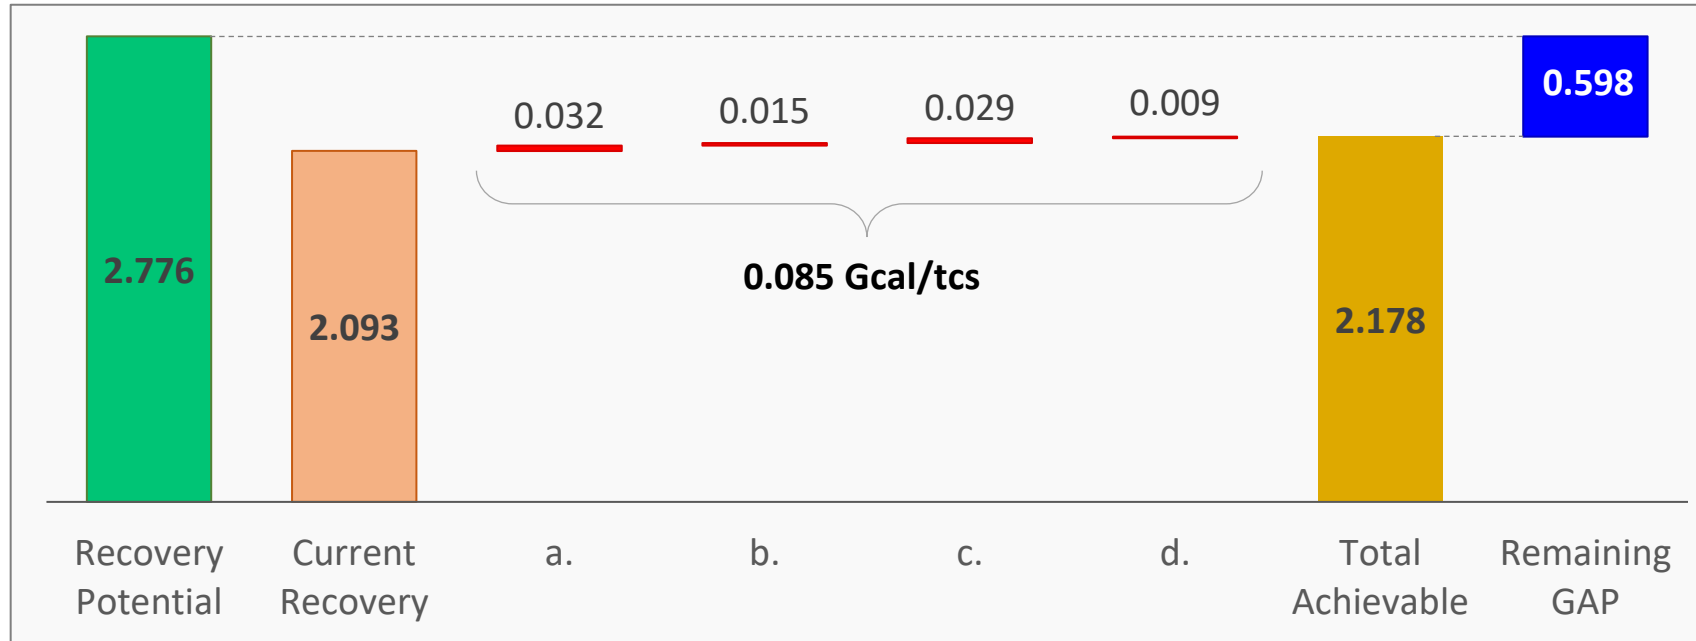 0.032
0.015
0.029
0.009
0.598
2.776
2.093
0.085 Gcal/tcs
2.178
Recovery
Potential
Current
Recovery
a.
b.
c.
d.
Total
Achievable
Remaining
GAP